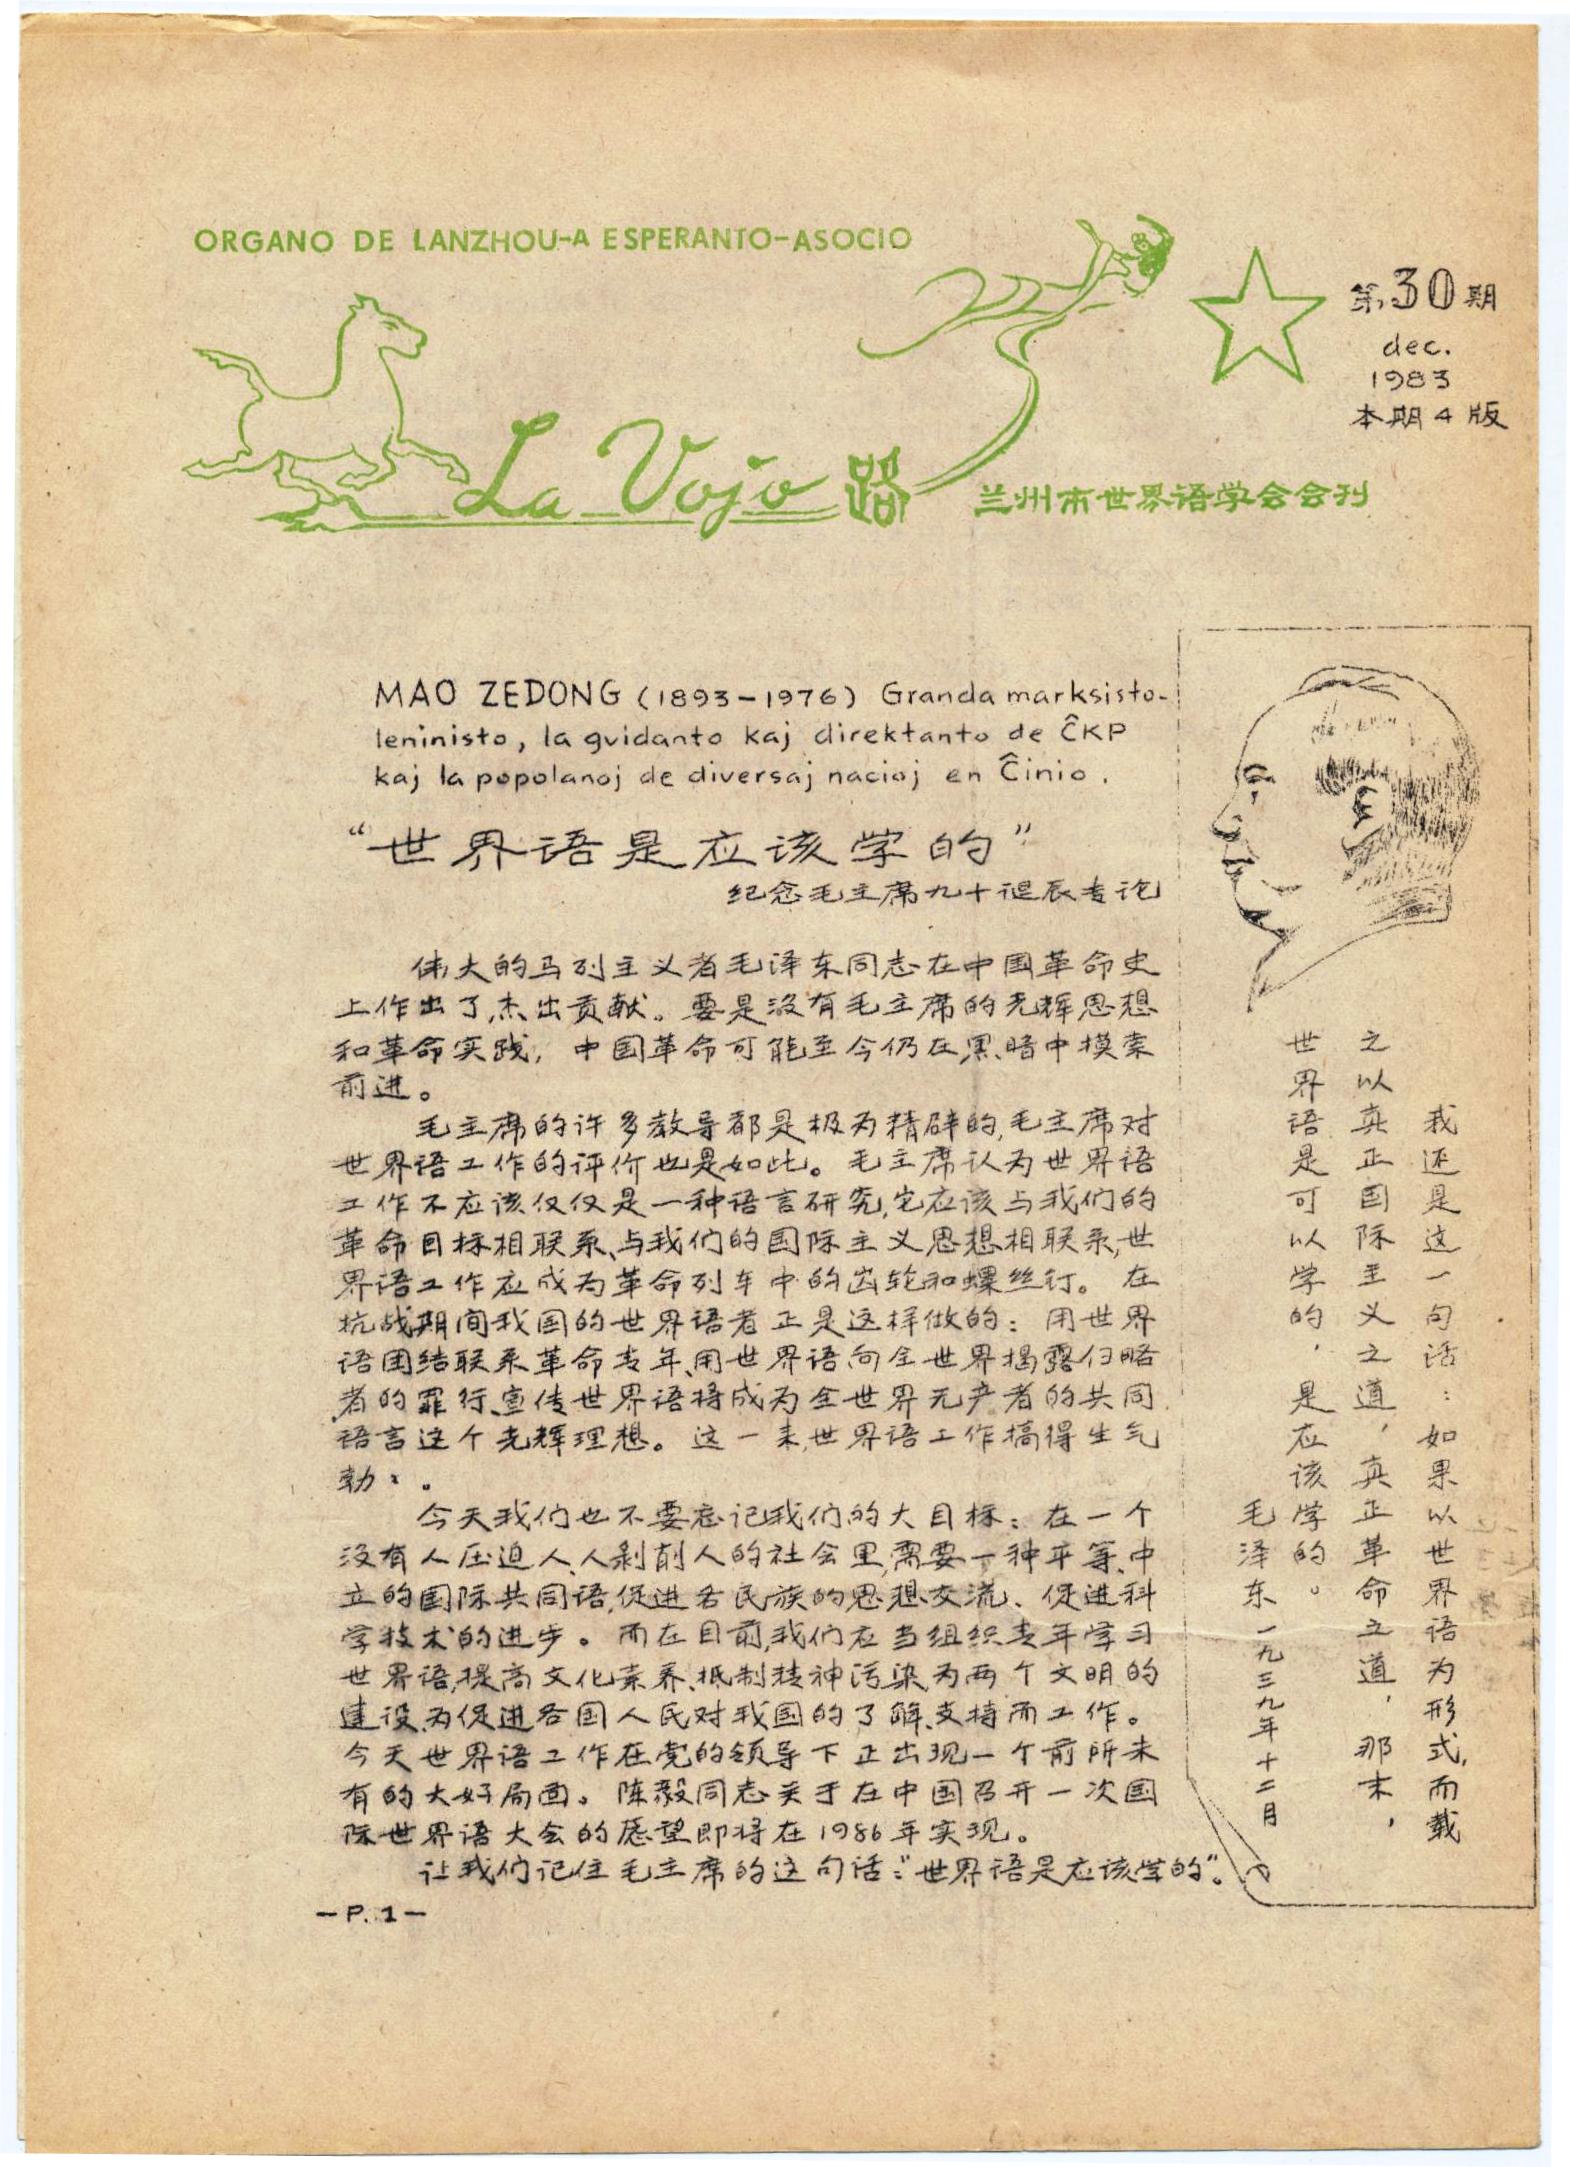 ORGANO DE LANZHOU-A ESPERANTO-ASOCIO
第30期
dec.
1983
本期4版
La Vojo 路
兰州市世界语学会会刊
MAO ZEDONG (1893-1976) Granda marksisto-
leninisto, la gvidanto kaj direktanto de ĈKP
kaj la popolanoj de diversaj nacioj en Ĉinio.
“世界语是应该学的”
纪念毛主席九十诞辰专论
伟大的马列主义者毛泽东同志在中国革命史
上作出了杰出贡献。要是没有毛主席的光辉思想
和革命实践，中国革命可能至今仍在黑暗中摸索
前进。
毛主席的许多教导都是极为精辟的,毛主席对
世界语工作的评价也是如此。毛主席认为世界语
工作不应该仅仅是一种语言研究,它应该与我们的
革命目标相联系、与我们的国际主义思想相联系,世
界语工作应成为革命列车中的齿轮和螺丝钉。在
抗战期间我国的世界语者正是这样做的：用世界
语团结联系革命青年、用世界语向全世界揭露侵略
者的罪行、宣传世界语将成为全世界无产者的共同
语言这个光辉理想。这一来,世界语工作搞得生气
勃〻。
今天我们也不要忘记我们的大目标：在一个
没有人压迫人、人剥削人的社会里,需要一种平等、中
立的国际共同语,促进各民族的思想交流、促进科
学技术的进步。而在目前,我们应当组织青年学习
世界语,提高文化素养、抵制精神污染,为两个文明的
建设,为促进各国人民对我国的了解、支持而工作。
今天世界语工作在党的领导下正出现一个前所未
有的大好局面。陈毅同志关于在中国召开一次国
际世界语大会的愿望即将在1986年实现。
让我们记住毛主席的这句话：“世界语是应该学的”。
我还是这一句话：如果以世界语为形式,而载
之以真正国际主义之道，真正革命之道，那末，
世界语是可以学的，是应该学的。
毛泽东 一九三九年十二月
—P.1—